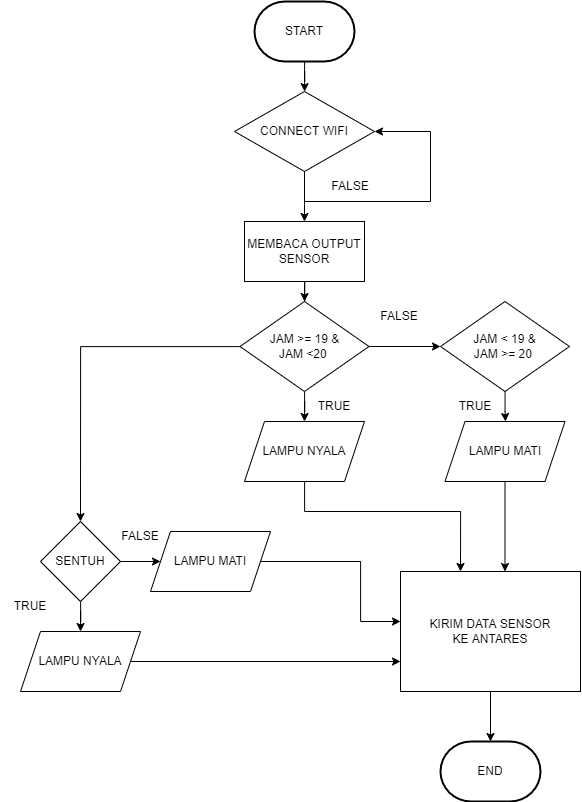 START
CONNECT WIFI
FALSE
MEMBACA OUTPUT
SENSOR
FALSE
JAM >= 19 &
JAM <20
JAM < 19 &
JAM >= 20
TRUE
TRUE
LAMPU NYALA
LAMPU MATI
FALSE
SENTUH
LAMPU MATI
TRUE
KIRIM DATA SENSOR
KE ANTARES
LAMPU NYALA
END